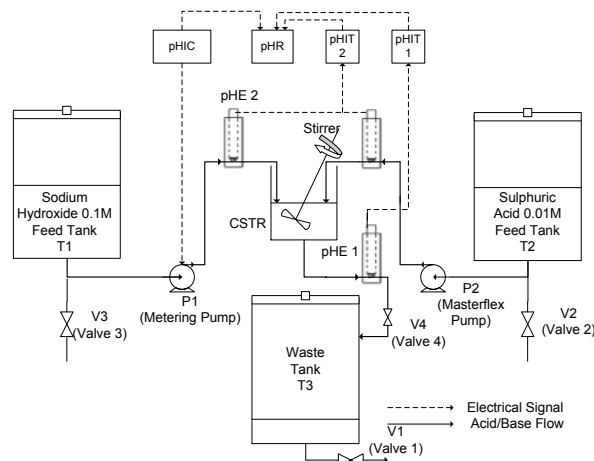 pHIC
pHR
pHIT
2
pHIT
1
pHE 2
Stirrer
Sodium
Hydroxide 0.1M
Feed Tank
T1
CSTR
pHE 1
Sulphuric
Acid 0.01M
Feed Tank
T2
P1
(Metering Pump)
P2
(Masterflex
Pump)
V3
(Valve 3)
V4
(Valve 4)
V2
(Valve 2)
Waste
Tank
T3
Electrical Signal
Acid/Base Flow
V1
(Valve 1)